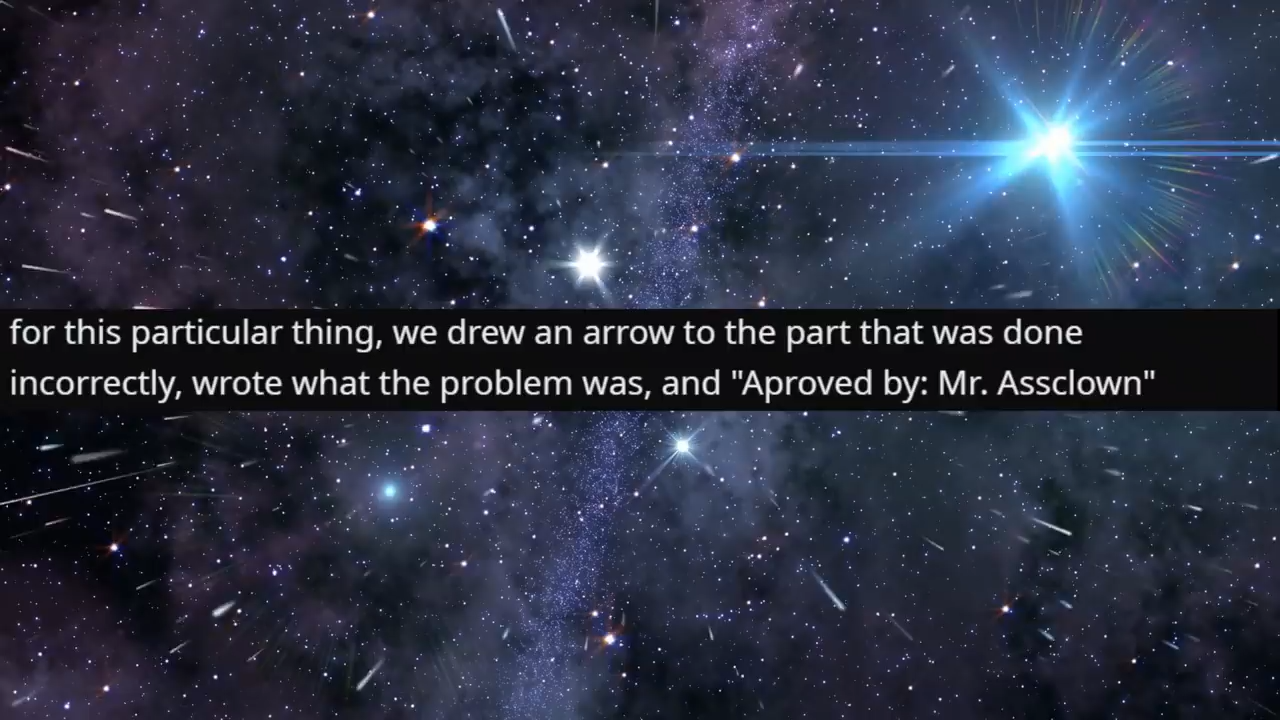 for this particular thing, we drew an arrow to the part that was done
incorrectly, wrote what the problem was, and "Aproved by: Mr. Assclown"